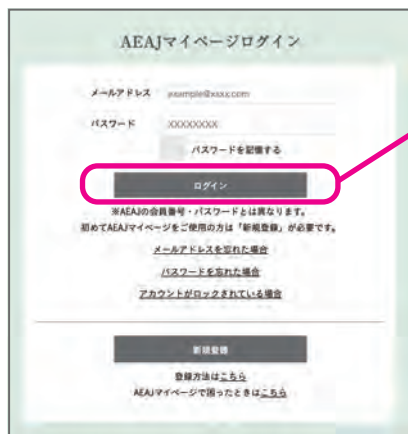 AEAJマイページログイン
メールアドレス example@xxxx.com
パスワード XXXXXXXX
パスワードを記憶する
ログイン
※AEAJの会員番号・パスワードとは異なります。
初めてAEAJマイページをご使用の方は「新規登録」が必要です。
メールアドレスを忘れた場合
パスワードを忘れた場合
アカウントがロックされている場合
新規登録
登録方法はこちら
AEAJマイページで困ったときはこちら